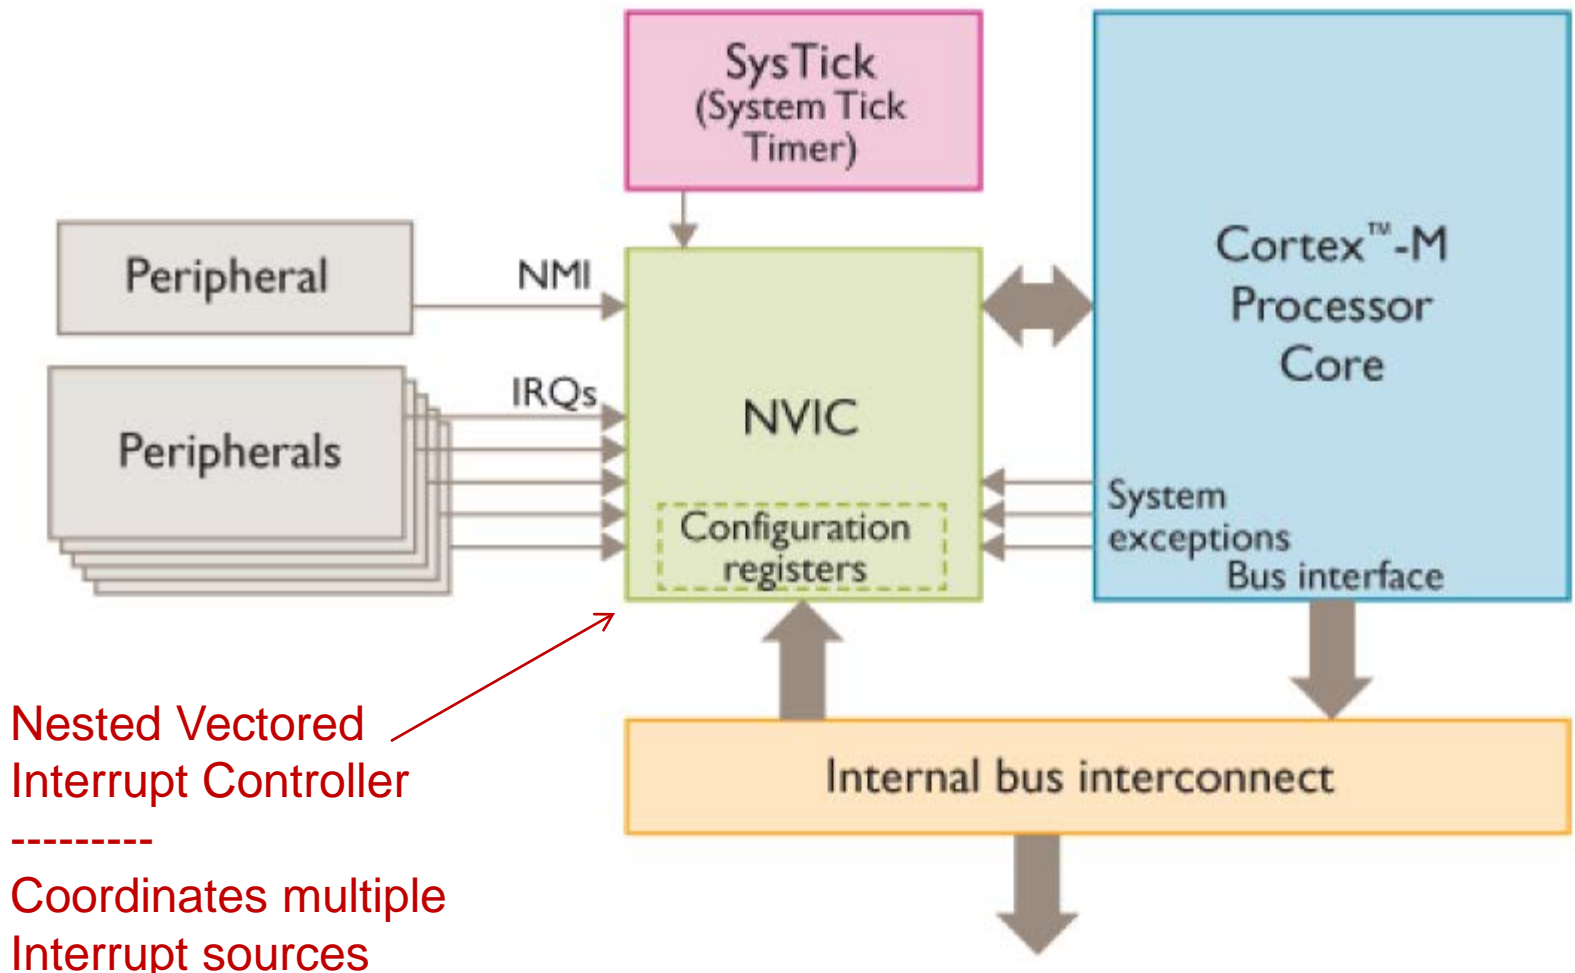 SysTick
(System Tick
Timer)
Cortex™-M
Processor
Core
Peripheral
NMI
Peripherals
IRQs
NVIC
Configuration
registers
System
exceptions
Bus interface
Internal bus interconnect
Nested Vectored
Interrupt Controller
---------
Coordinates multiple
Interrupt sources